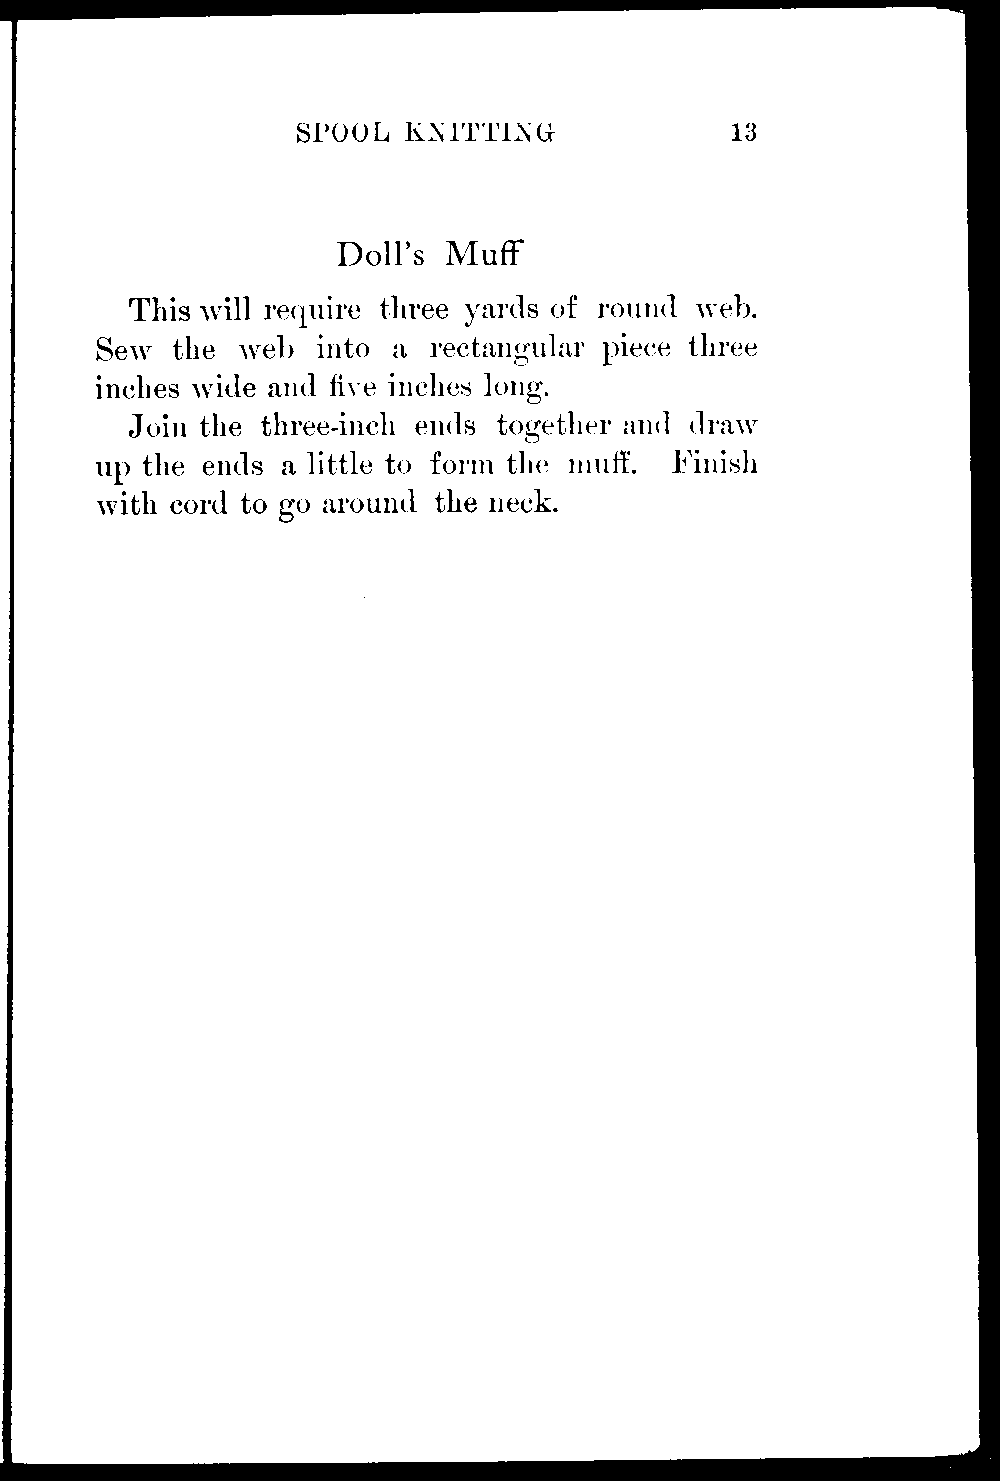 SPOOL KNITTING 13
Doll's Muff
This will require three yards of round web.
Sew the web into a rectangular piece three
inches wide and five inches long.
Join the three-inch ends together and draw
up the ends a little to form the muff. Finish
with cord to go around the neck.